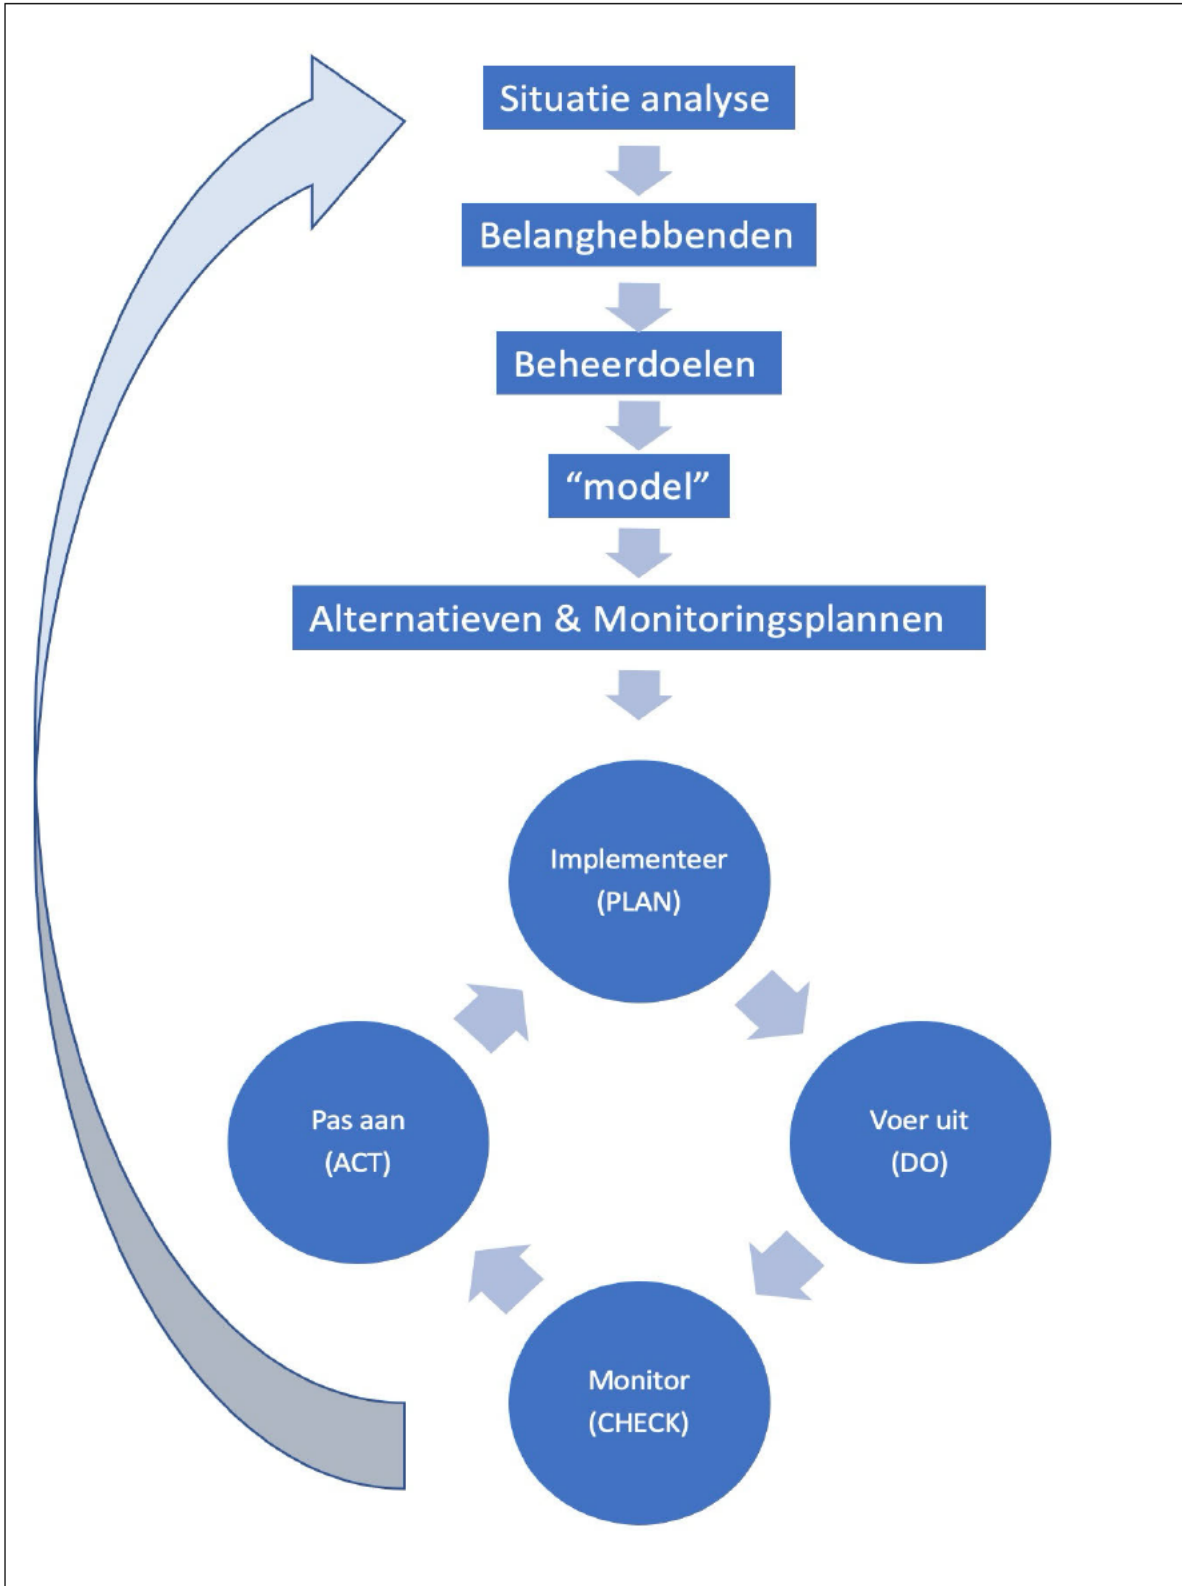 Situatie analyse
Belanghebbenden
Beheerdoelen
“model”
Alternatieven & Monitoringsplannen
Implementeer
(PLAN)
Voer uit
(DO)
Monitor
(CHECK)
Pas aan
(ACT)